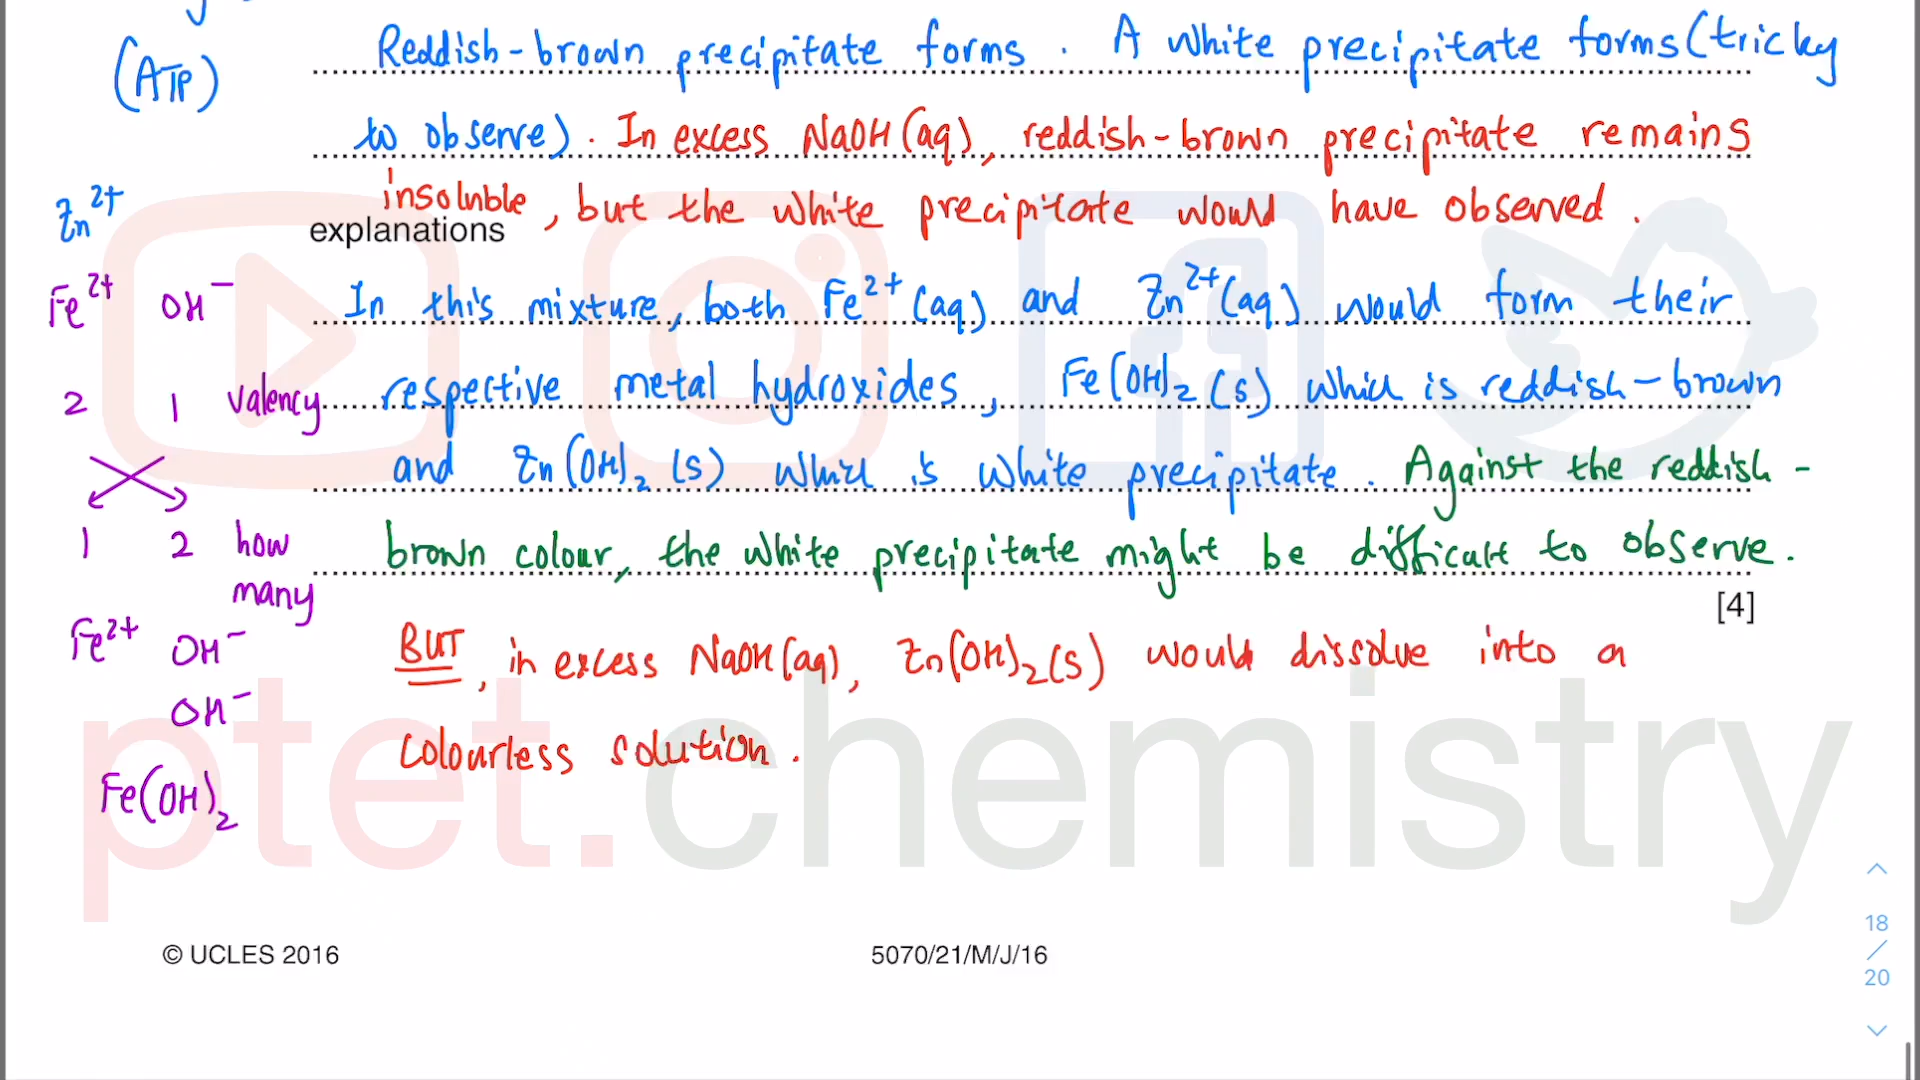 (ATP)
Reddish-brown precipitate forms. A white precipitate forms (tricky
to observe). In excess NaOH(aq), reddish-brown precipitate remains
insoluble, but the white precipitate would have observed.
Zn²⁺
explanations
Fe²⁺ OH⁻
In this mixture, both Fe²⁺(aq) and Zn²⁺(aq) would form their
2 1 valency
respective metal hydroxides, Fe(OH)₂(s) which is reddish-brown
and Zn(OH)₂(s) which is white precipitate. Against the reddish-
1 2 how many
brown colour, the white precipitate might be difficult to observe.
[4]
Fe²⁺ OH⁻
OH⁻
BUT, in excess NaOH(aq), Zn(OH)₂(s) would dissolve into a
colourless solution.
Fe(OH)₂
ptet.chemistry
© UCLES 2016
5070/21/M/J/16
18
/
20